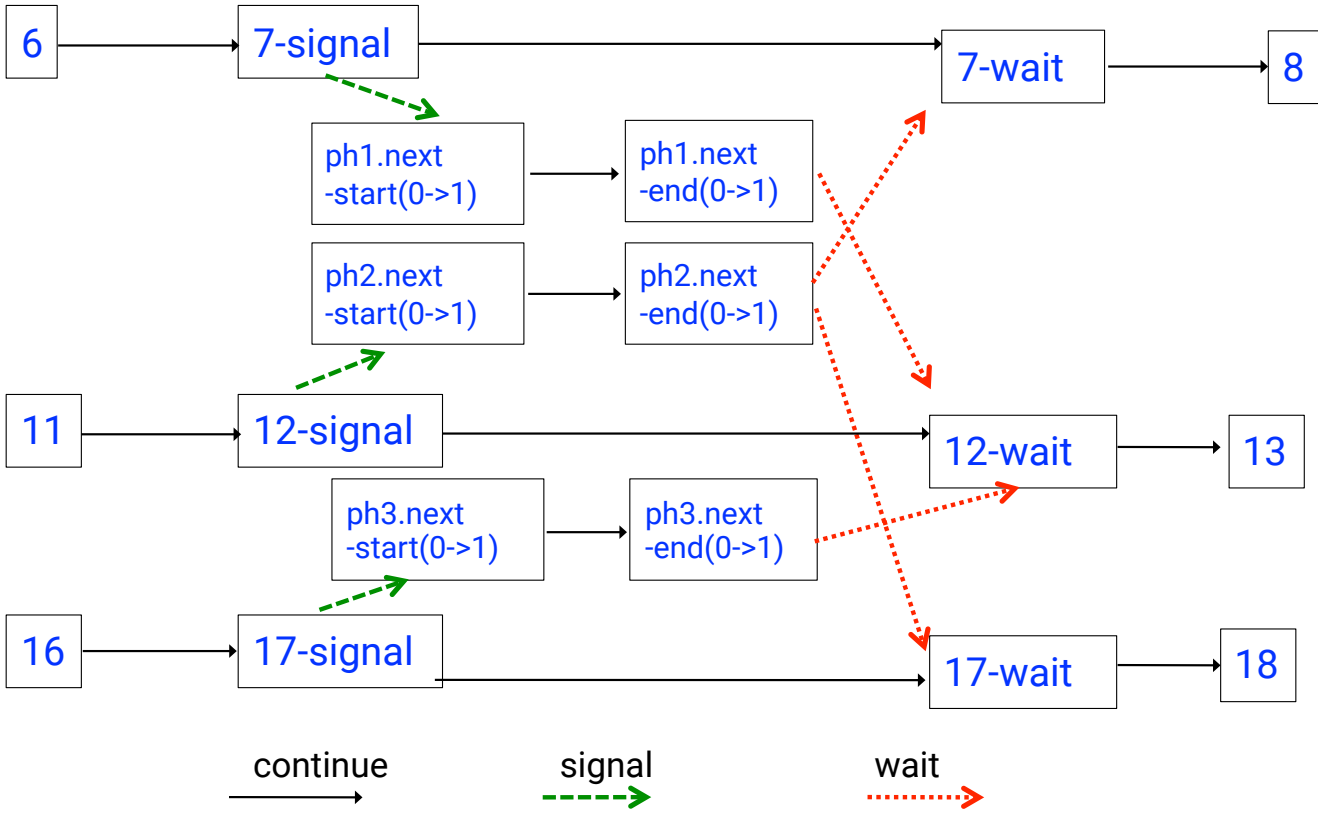 6
7-signal
7-wait
8
ph1.next
-start(0->1)
ph1.next
-end(0->1)
ph2.next
-start(0->1)
ph2.next
-end(0->1)
11
12-signal
12-wait
13
ph3.next
-start(0->1)
ph3.next
-end(0->1)
16
17-signal
17-wait
18
continue
signal
wait